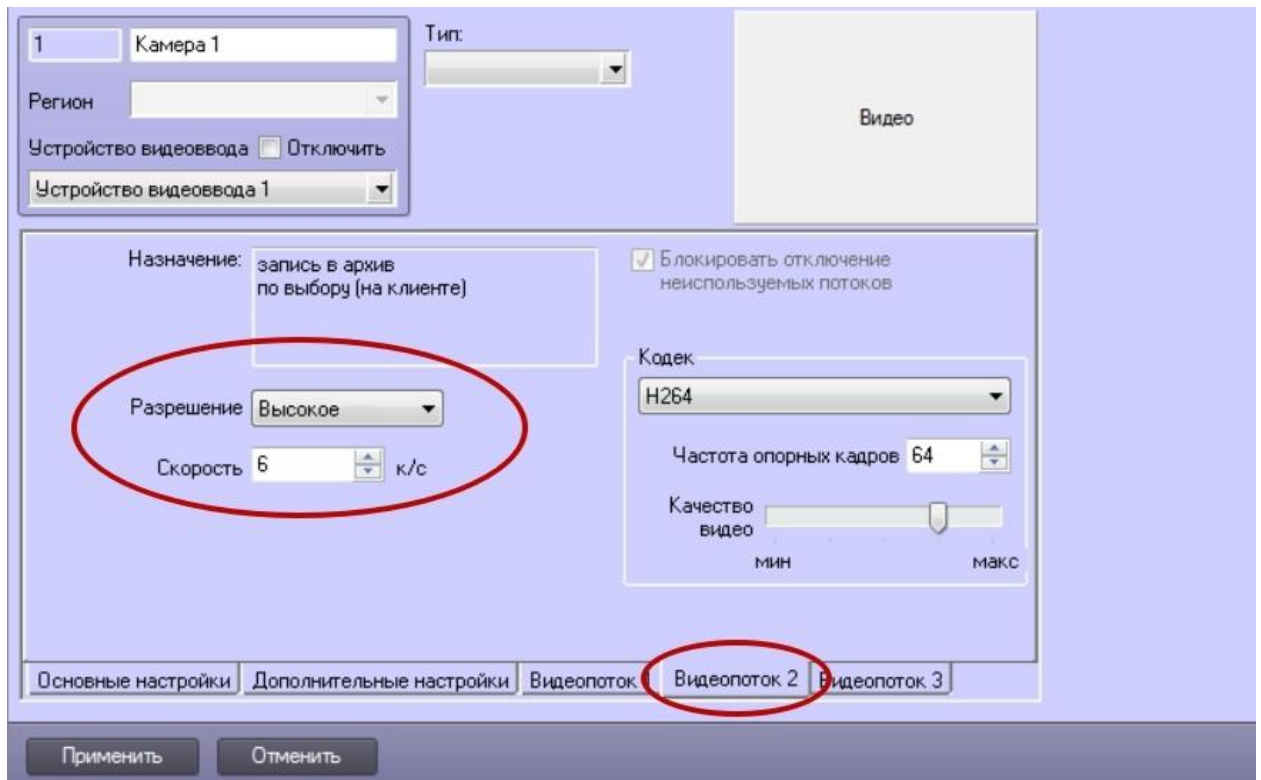 1
Камера 1
Тип:
Регион
Видео
Устройство видеоввода
Отключить
Устройство видеоввода 1
Назначение:
запись в архив
по выбору (на клиенте)
Блокировать отключение
неиспользуемых потоков
Кодек
H264
Разрешение
Высокое
Частота опорных кадров
64
Скорость
6
к/с
Качество
видео
мин
макс
Основные настройки
Дополнительные настройки
Видеопоток 1
Видеопоток 2
Видеопоток 3
Применить
Отменить